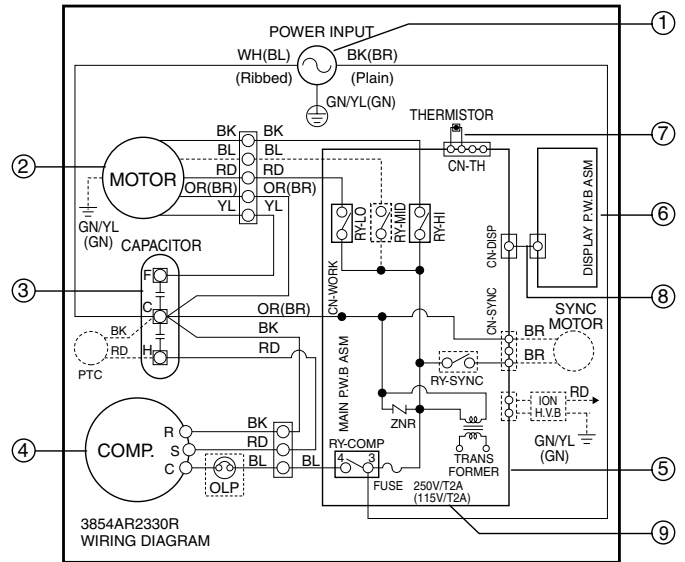 POWER INPUT
1
WH(BL)
BK(BR)
(Ribbed)
(Plain)
GN/YL(GN)
THERMISTOR
7
CN-TH
BK
BK
BL
BL
RD
RD
OR(BR)
OR(BR)
YL
YL
2
MOTOR
GN/YL
(GN)
RY-LO
RY-MID
RY-HI
DISPLAY P.W.B ASM
6
CN-DISP
8
CAPACITOR
3
F
C
H
CN-WORK
OR(BR)
BK
RD
BK
RD
PTC
CN-SYNC
SYNC
MOTOR
BR
BR
RY-SYNC
MAIN P.W.B ASM
ZNR
ION
H.V.B
RD
GN/YL
(GN)
TRANS
FORMER
4
COMP.
R
S
C
BK
RD
BL
BL
OLP
RY-COMP
4
3
FUSE
250V/T2A
(115V/T2A)
5
9
3854AR2330R
WIRING DIAGRAM